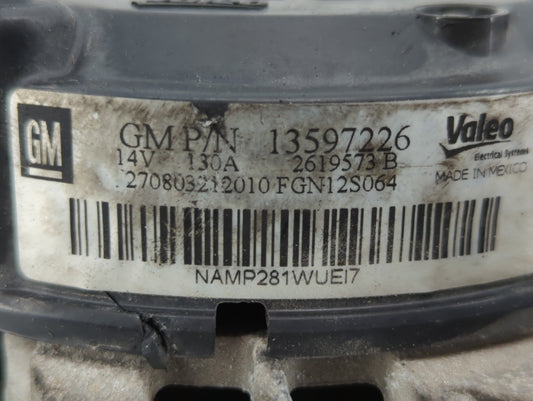 GM
GM P/N 13597226
14V 130A 2619573 B
270803212010 FGN12S064
Valeo
Electrical Systems
MADE IN MEXICO
NAMP281WUEI7